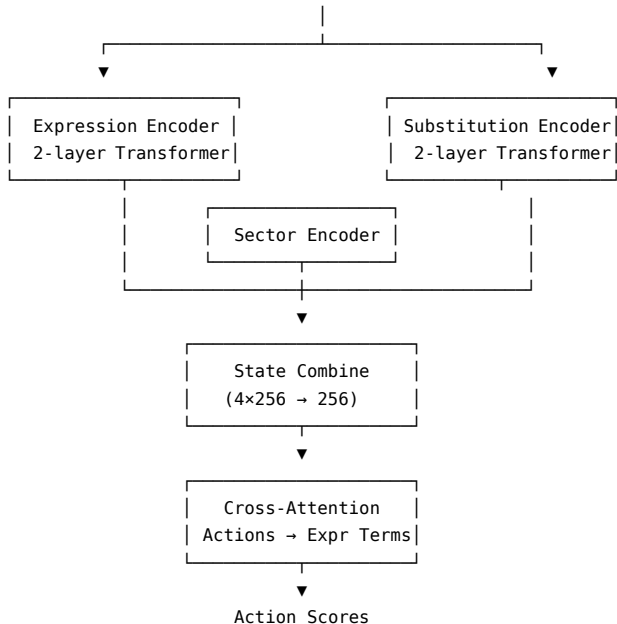 Expression Encoder
Substitution Encoder
2-layer Transformer
2-layer Transformer
Sector Encoder
State Combine
(4×256 → 256)
Cross-Attention
Actions → Expr Terms
Action Scores